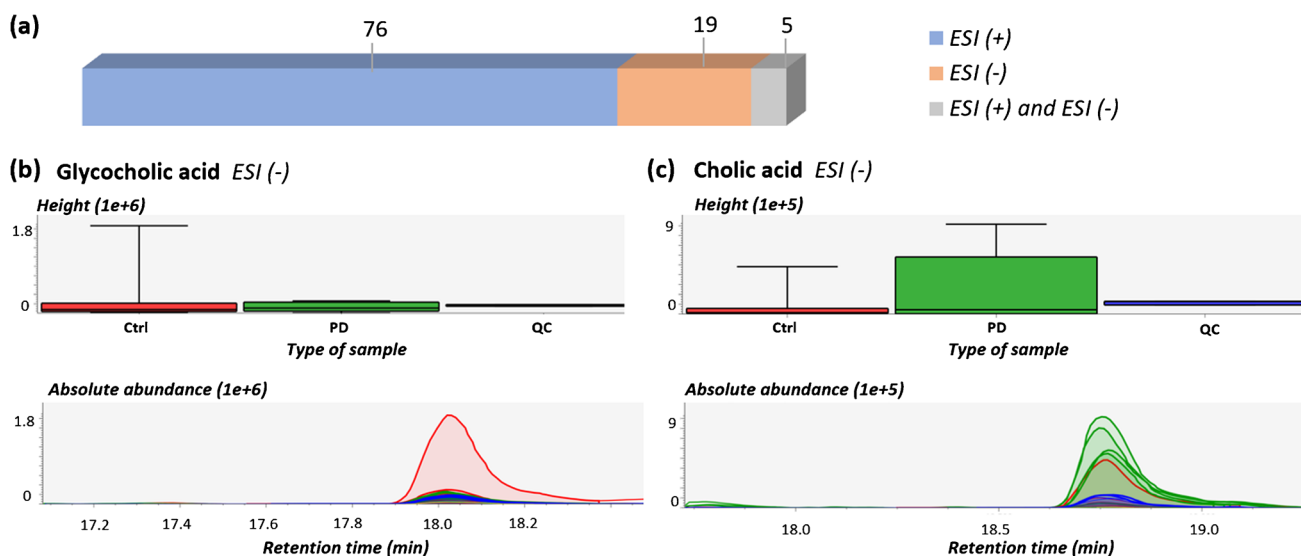 (a)
76
19
5
ESI (+)
ESI (-)
ESI (+) and ESI (-)
(b) Glycocholic acid ESI (-)
Height (1e+6)
1.8
0
Ctrl
PD
QC
Type of sample
Absolute abundance (1e+6)
1.8
0
17.2
17.4
17.6
17.8
18.0
18.2
Retention time (min)
(c) Cholic acid ESI (-)
Height (1e+5)
9
0
Ctrl
PD
QC
Type of sample
Absolute abundance (1e+5)
9
0
18.0
18.5
19.0
Retention time (min)